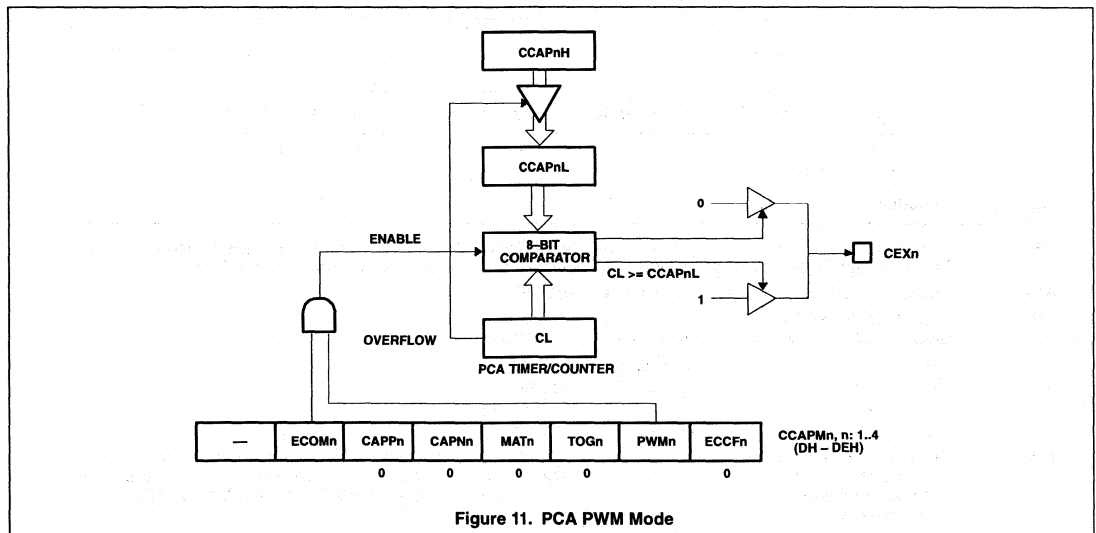 CCAPnH
CCAPnL
0
ENABLE
8–BIT
COMPARATOR
CEXn
CL >= CCAPnL
1
OVERFLOW
CL
PCA TIMER/COUNTER
— ECOMn CAPPn CAPNn MATn TOGn PWMn ECCFn
CCAPMn, n: 1..4
(DH – DEH)
0 0 0 0 0
Figure 11. PCA PWM Mode